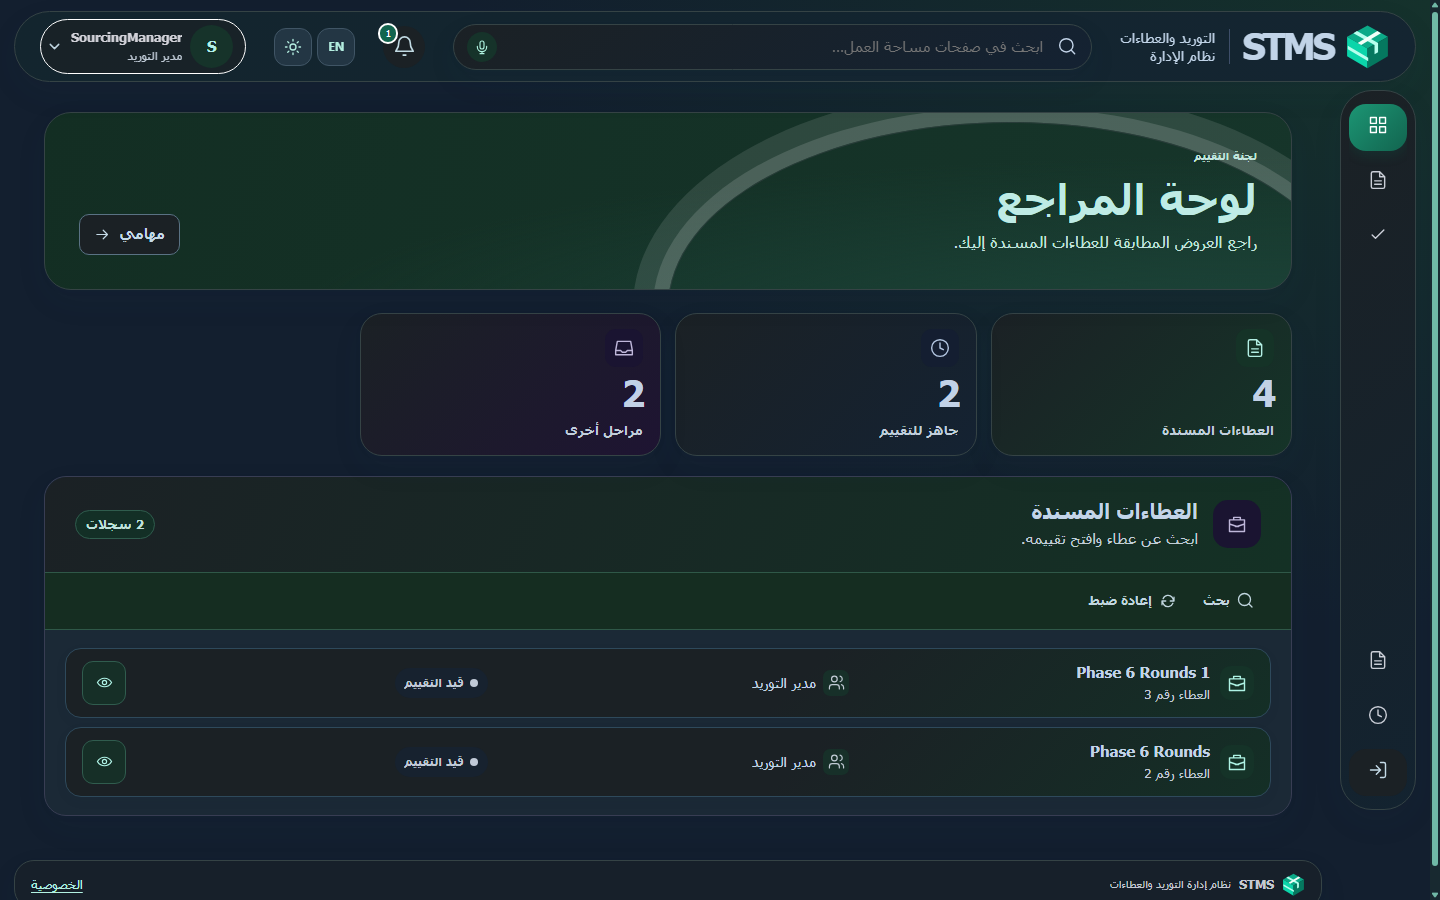 STMS
التوريد والعطاءات
نظام الإدارة
ابحث في صفحات مساحة العمل...
1
EN
S
SourcingManager
مدير التوريد
لجنة التقييم
لوحة المراجع
راجع العروض المطابقة للعطاءات المسندة إليك.
مهامي
4
العطاءات المسندة
2
جاهز للتقييم
2
مراحل أخرى
العطاءات المسندة
ابحث عن عطاء وافتح تقييمه.
2 سجلات
بحث
إعادة ضبط
Phase 6 Rounds 1
العطاء رقم 3
مدير التوريد
قيد التقييم
Phase 6 Rounds
العطاء رقم 2
مدير التوريد
قيد التقييم
STMS
نظام إدارة التوريد والعطاءات
الخصوصية